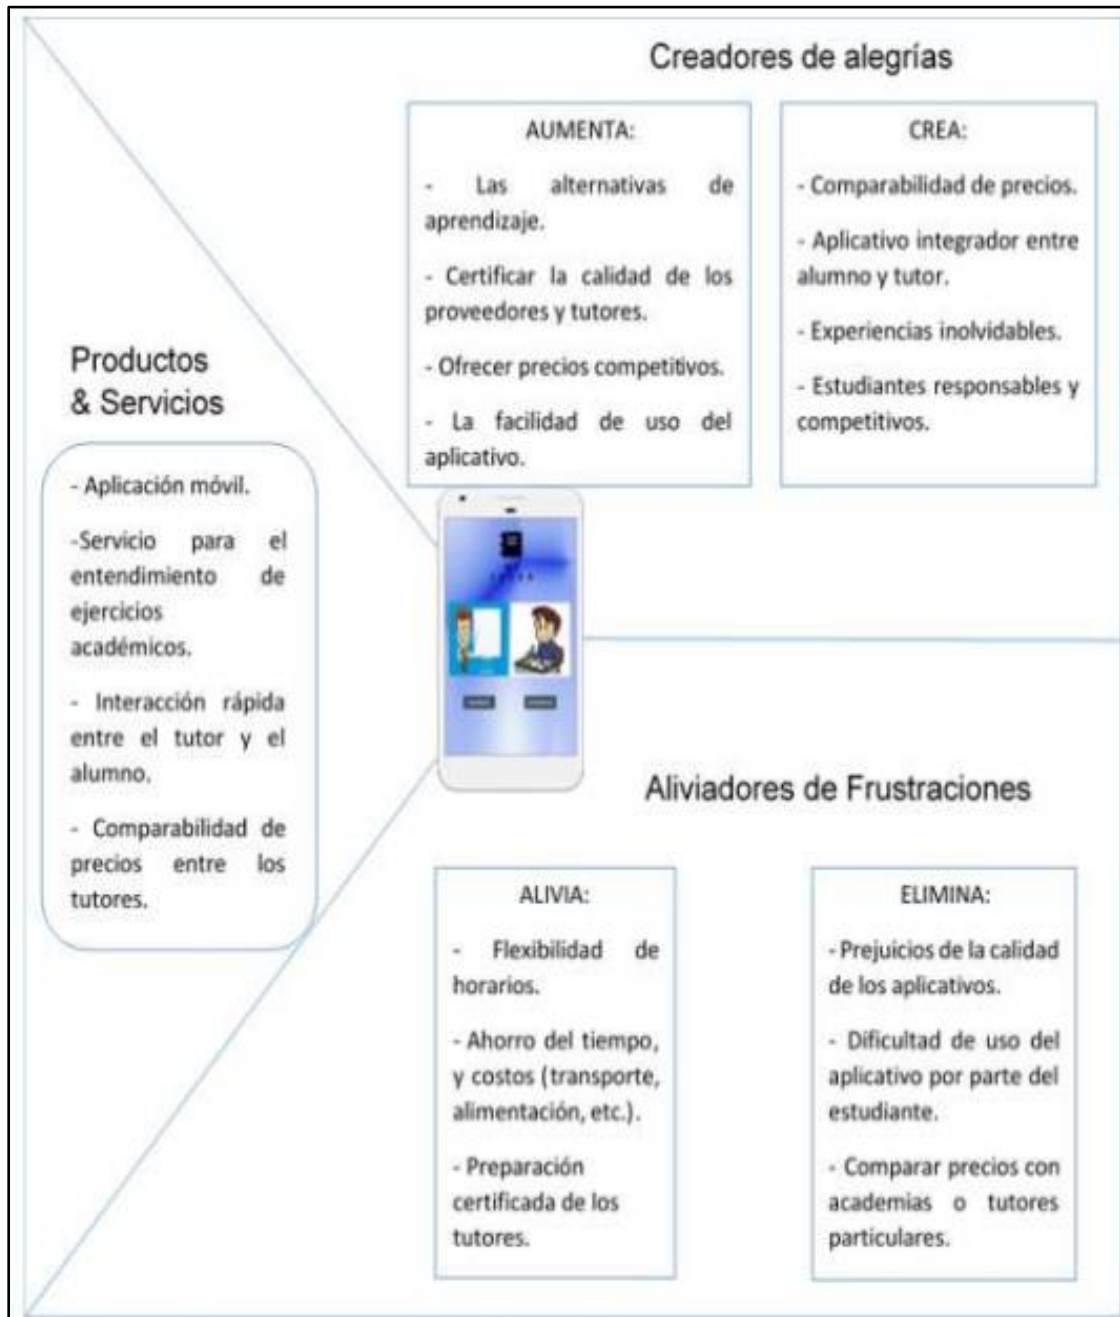 Creadores de alegrías
AUMENTA:
- Las alternativas de
aprendizaje.
- Certificar la calidad de los
proveedores y tutores.
- Ofrecer precios competitivos.
- La facilidad de uso del
aplicativo.
CREA:
- Comparabilidad de precios.
- Aplicativo integrador entre
alumno y tutor.
- Experiencias inolvidables.
- Estudiantes responsables y
competitivos.
Productos
& Servicios
- Aplicación móvil.
-Servicio para el
entendimiento de
ejercicios
académicos.
- Interacción rápida
entre el tutor y el
alumno.
- Comparabilidad de
precios entre los
tutores.
Aliviadores de Frustraciones
ALIVIA:
- Flexibilidad de
horarios.
- Ahorro del tiempo,
y costos (transporte,
alimentación, etc.).
- Preparación
certificada de los
tutores.
ELIMINA:
- Prejuicios de la calidad
de los aplicativos.
- Dificultad de uso del
aplicativo por parte del
estudiante.
- Comparar precios con
academias o tutores
particulares.